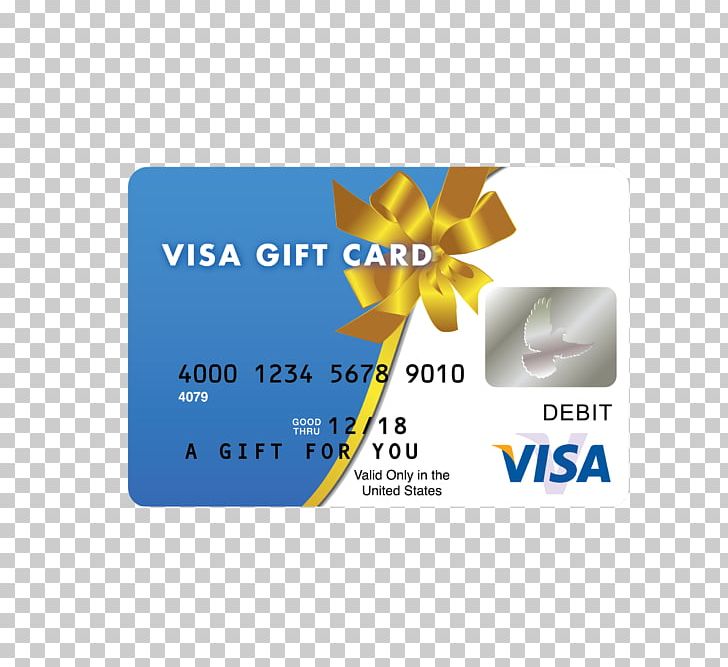 VISA GIFT CARD
4000 1234 5678 9010
4079
DEBIT
GOOD THRU 12/18
A GIFT FOR YOU
VISA
Valid Only in the
United States